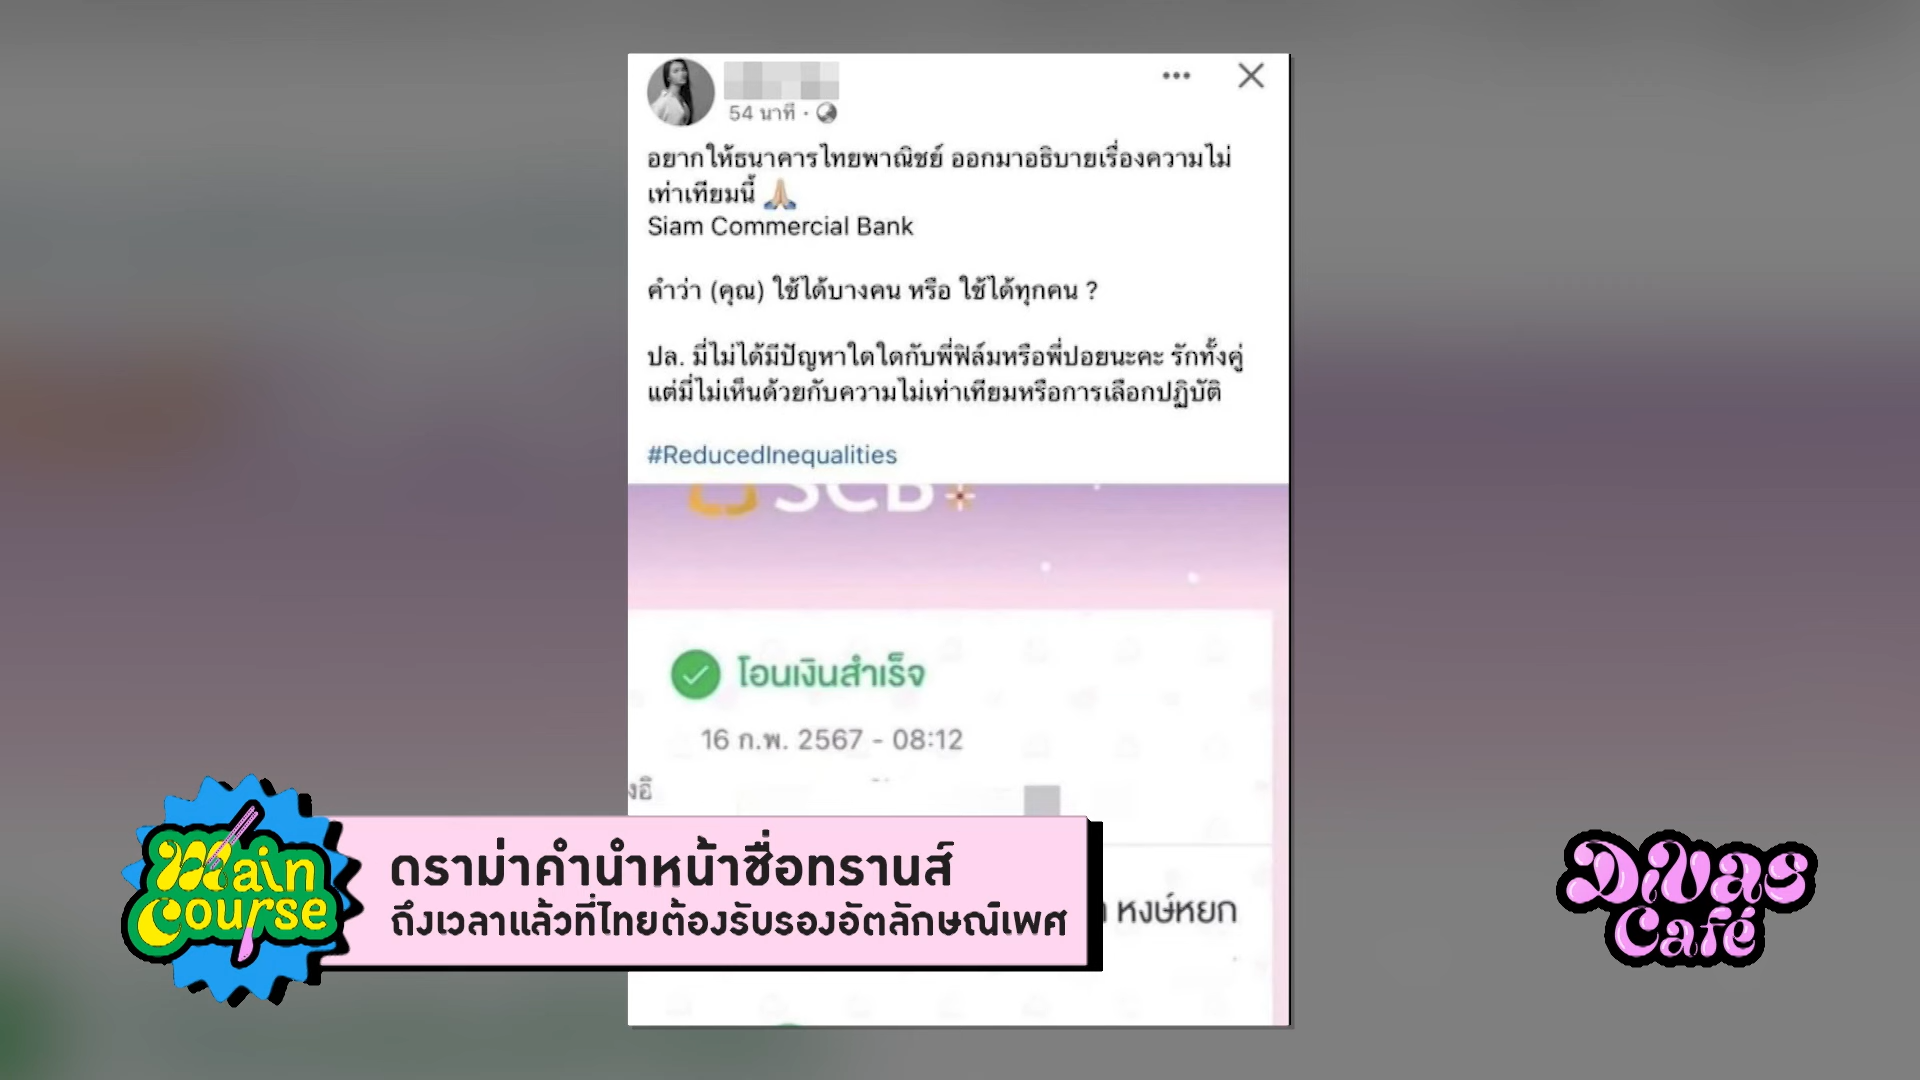 54 นาที ·
อยากให้ธนาคารไทยพาณิชย์ ออกมาอธิบายเรื่องความไม่
เท่าเทียมนี้ 🙏🏼
Siam Commercial Bank
คำว่า (คุณ) ใช้ได้บางคน หรือ ใช้ได้ทุกคน ?
ปล. มี่ไม่ได้มีปัญหาใดใดกับพี่ฟิล์มหรือพี่ปอยนะคะ รักทั้งคู่
แต่มี่ไม่เห็นด้วยกับความไม่เท่าเทียมหรือการเลือกปฏิบัติ
#ReducedInequalities
SCB
โอนเงินสำเร็จ
16 ก.พ. 2567 - 08:12
หงษ์หยก
Main
Course
ดราม่าคำนำหน้าชื่อทรานส์
ถึงเวลาแล้วที่ไทยต้องรับรองอัตลักษณ์เพศ
Divas
Café